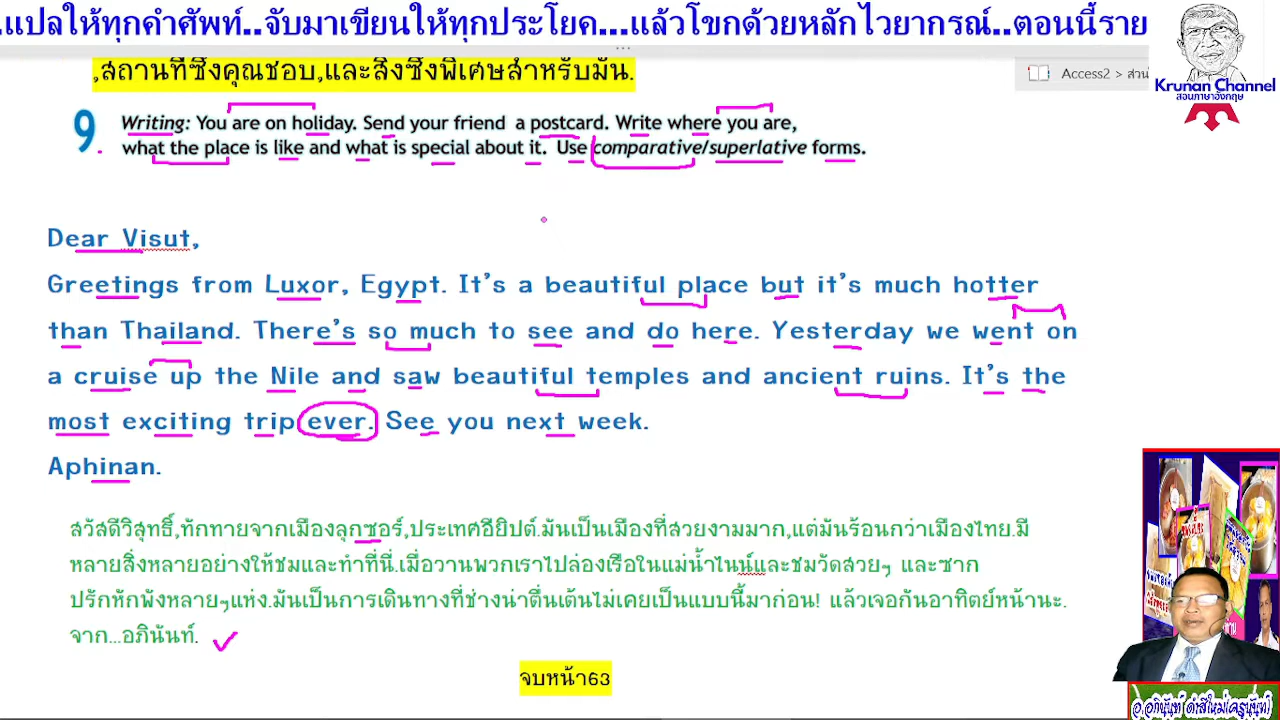 .แปลให้ทุกคำศัพท์..จับมาเขียนให้ทุกประโยค...แล้วโขกด้วยหลักไวยากรณ์..ตอนนี้ราย
,สถานที่ซึ่งคุณชอบ,และสิ่งซึ่งพิเศษสำหรับมัน.
Access2 > ส่วน
Krunan Channel
สอนภาษาอังกฤษ
9 Writing: You are on holiday. Send your friend a postcard. Write where you are,
what the place is like and what is special about it. Use comparative/superlative forms.
Dear Visut,
Greetings from Luxor, Egypt. It's a beautiful place but it's much hotter
than Thailand. There's so much to see and do here. Yesterday we went on
a cruise up the Nile and saw beautiful temples and ancient ruins. It's the
most exciting trip ever. See you next week.
Aphinan.
สวัสดีวิสุทธิ์,ทักทายจากเมืองลุกซอร์,ประเทศอียิปต์.มันเป็นเมืองที่สวยงามมาก,แต่มันร้อนกว่าเมืองไทย.มี
หลายสิ่งหลายอย่างให้ชมและทำที่นี่.เมื่อวานพวกเราไปล่องเรือในแม่น้ำไนน์และชมวัดสวยๆ และซาก
ปรักหักพังหลายๆแห่ง.มันเป็นการเดินทางที่ช่างน่าตื่นเต้นไม่เคยเป็นแบบนี้มาก่อน! แล้วเจอกันอาทิตย์หน้านะ.
จาก...อภินันท์.
จบหน้า63